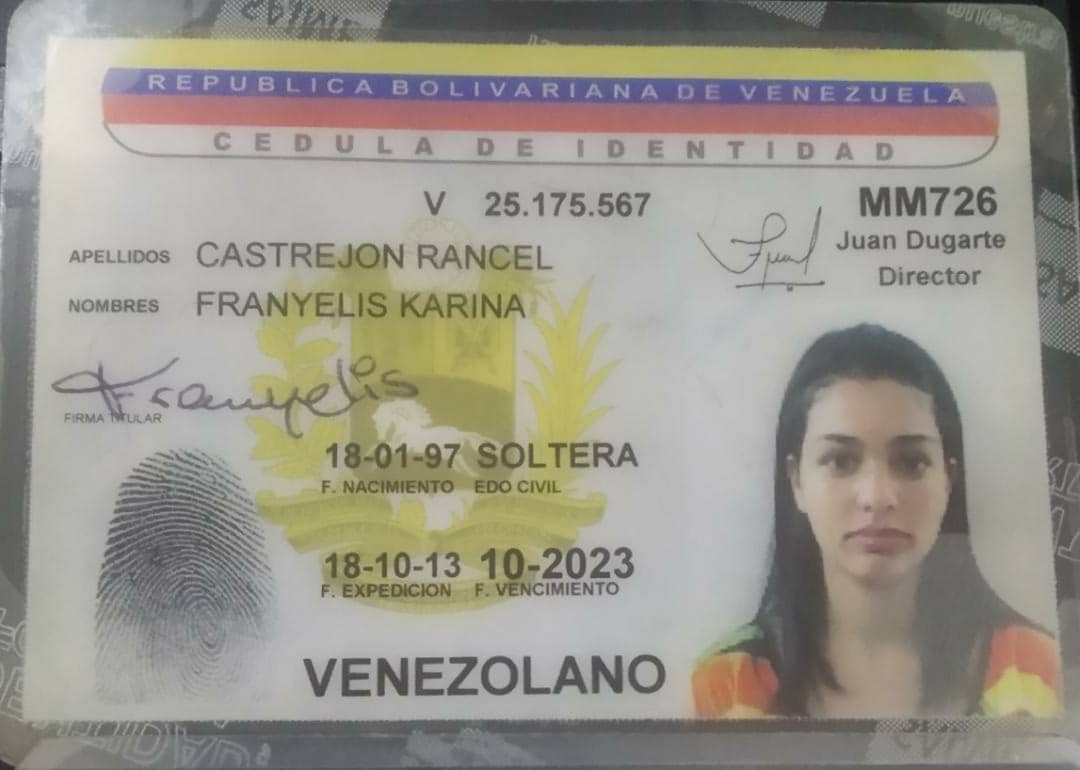 REPUBLICA BOLIVARIANA DE VENEZUELA
CEDULA DE IDENTIDAD
V 25.175.567
MM726
Juan Dugarte
Director
APELLIDOS CASTREJON RANCEL
NOMBRES FRANYELIS KARINA
Franyelis
FIRMA TITULAR
18-01-97 SOLTERA
F. NACIMIENTO EDO CIVIL
18-10-13 10-2023
F. EXPEDICION F. VENCIMIENTO
VENEZOLANO